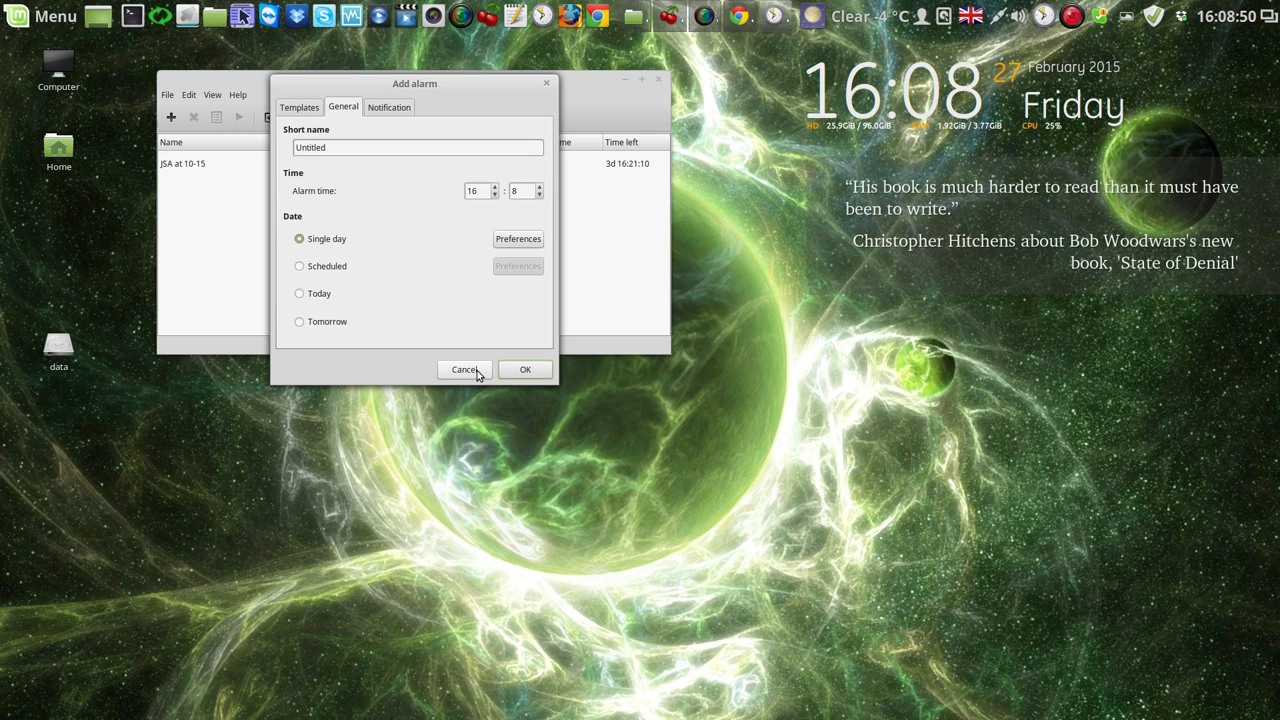 Menu
Clear -4 °C
16:08:50
Computer
Home
data
File Edit View Help
Name
Time left
JSA at 10-15
3d 16:21:10
Add alarm
Templates General Notification
Short name
Untitled
Time
Alarm time: 16 : 8
Date
Single day Preferences
Scheduled Preferences
Today
Tomorrow
Cancel OK
16:08 27 February 2015
Friday
HD 25.9GiB / 96.0GiB 1.92GiB / 3.77GiB CPU 25%
“His book is much harder to read than it must have
been to write.”
Christopher Hitchens about Bob Woodwars's new
book, 'State of Denial'